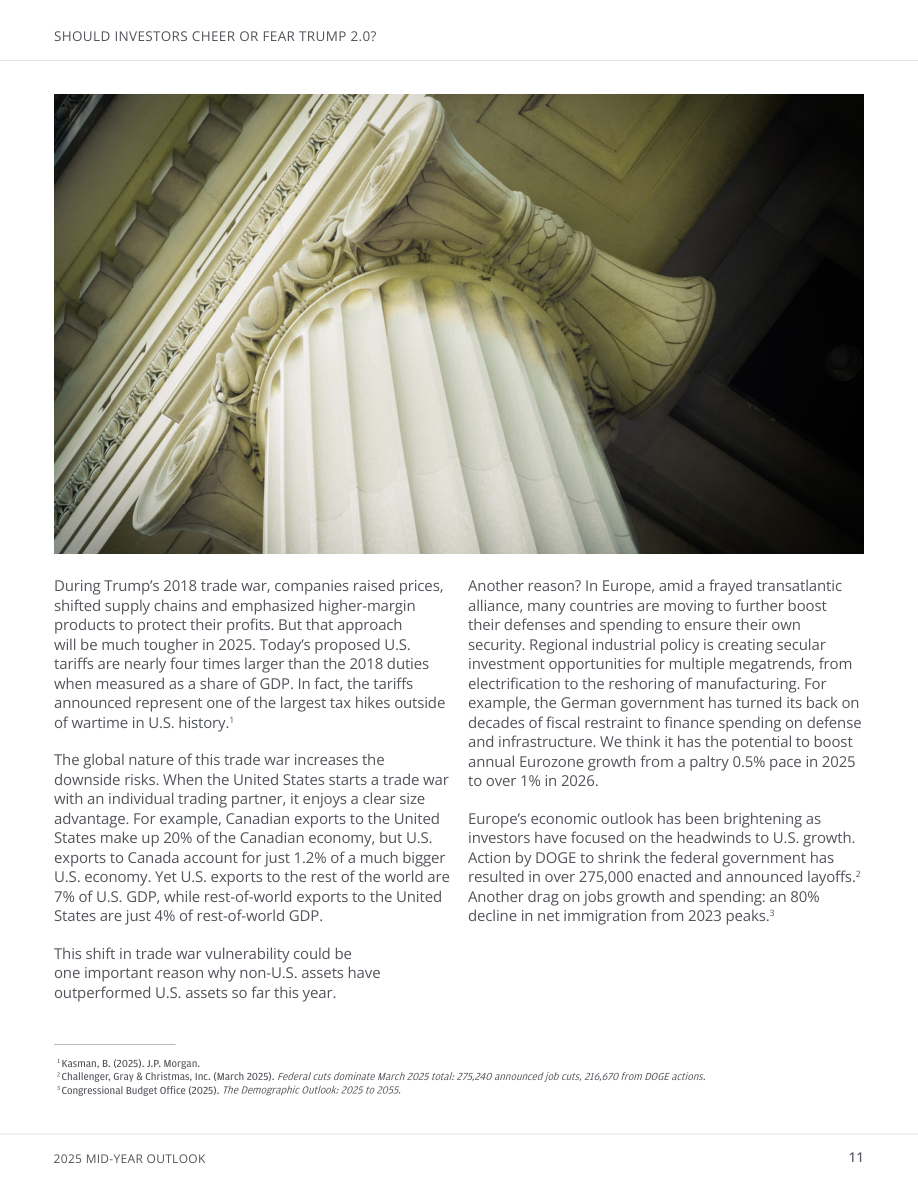 SHOULD INVESTORS CHEER OR FEAR TRUMP 2.0?
During Trump’s 2018 trade war, companies raised prices,
shifted supply chains and emphasized higher-margin
products to protect their profits. But that approach
will be much tougher in 2025. Today’s proposed U.S.
tariffs are nearly four times larger than the 2018 duties
when measured as a share of GDP. In fact, the tariffs
announced represent one of the largest tax hikes outside
of wartime in U.S. history.¹
The global nature of this trade war increases the
downside risks. When the United States starts a trade war
with an individual trading partner, it enjoys a clear size
advantage. For example, Canadian exports to the United
States make up 20% of the Canadian economy, but U.S.
exports to Canada account for just 1.2% of a much bigger
U.S. economy. Yet U.S. exports to the rest of the world are
7% of U.S. GDP, while rest-of-world exports to the United
States are just 4% of rest-of-world GDP.
This shift in trade war vulnerability could be
one important reason why non-U.S. assets have
outperformed U.S. assets so far this year.
Another reason? In Europe, amid a frayed transatlantic
alliance, many countries are moving to further boost
their defenses and spending to ensure their own
security. Regional industrial policy is creating secular
investment opportunities for multiple megatrends, from
electrification to the reshoring of manufacturing. For
example, the German government has turned its back on
decades of fiscal restraint to finance spending on defense
and infrastructure. We think it has the potential to boost
annual Eurozone growth from a paltry 0.5% pace in 2025
to over 1% in 2026.
Europe’s economic outlook has been brightening as
investors have focused on the headwinds to U.S. growth.
Action by DOGE to shrink the federal government has
resulted in over 275,000 enacted and announced layoffs.²
Another drag on jobs growth and spending: an 80%
decline in net immigration from 2023 peaks.³
¹ Kasman, B. (2025). J.P. Morgan.
² Challenger, Gray & Christmas, Inc. (March 2025). Federal cuts dominate March 2025 total: 275,240 announced job cuts, 216,670 from DOGE actions.
³ Congressional Budget Office (2025). The Demographic Outlook: 2025 to 2055.
2025 MID-YEAR OUTLOOK
11